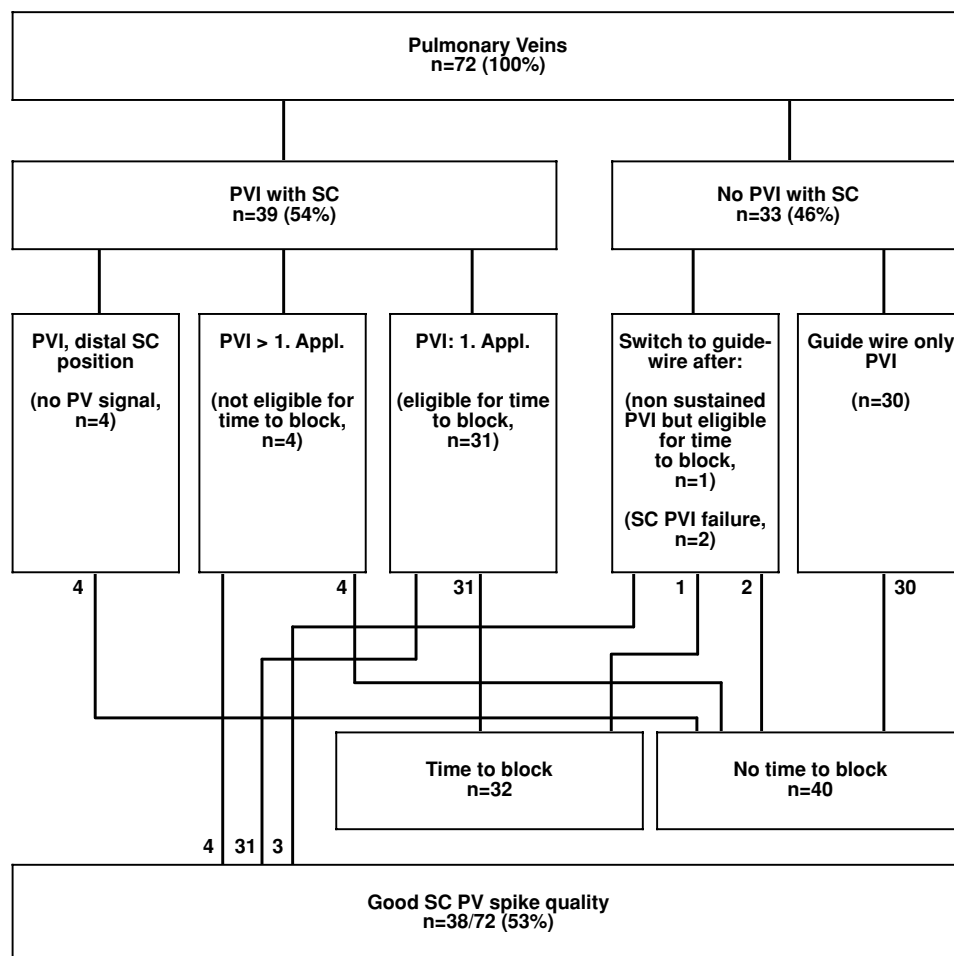 Pulmonary Veins
n=72 (100%)
PVI with SC
n=39 (54%)
No PVI with SC
n=33 (46%)
PVI, distal SC
position
(no PV signal,
n=4)
PVI > 1. Appl.
(not eligible for
time to block,
n=4)
PVI: 1. Appl.
(eligible for time
to block,
n=31)
Switch to guide-
wire after:
(non sustained
PVI but eligible
for time
to block,
n=1)
(SC PVI failure,
n=2)
Guide wire only
PVI
(n=30)
4
4
31
1
2
30
Time to block
n=32
No time to block
n=40
4
31
3
Good SC PV spike quality
n=38/72 (53%)